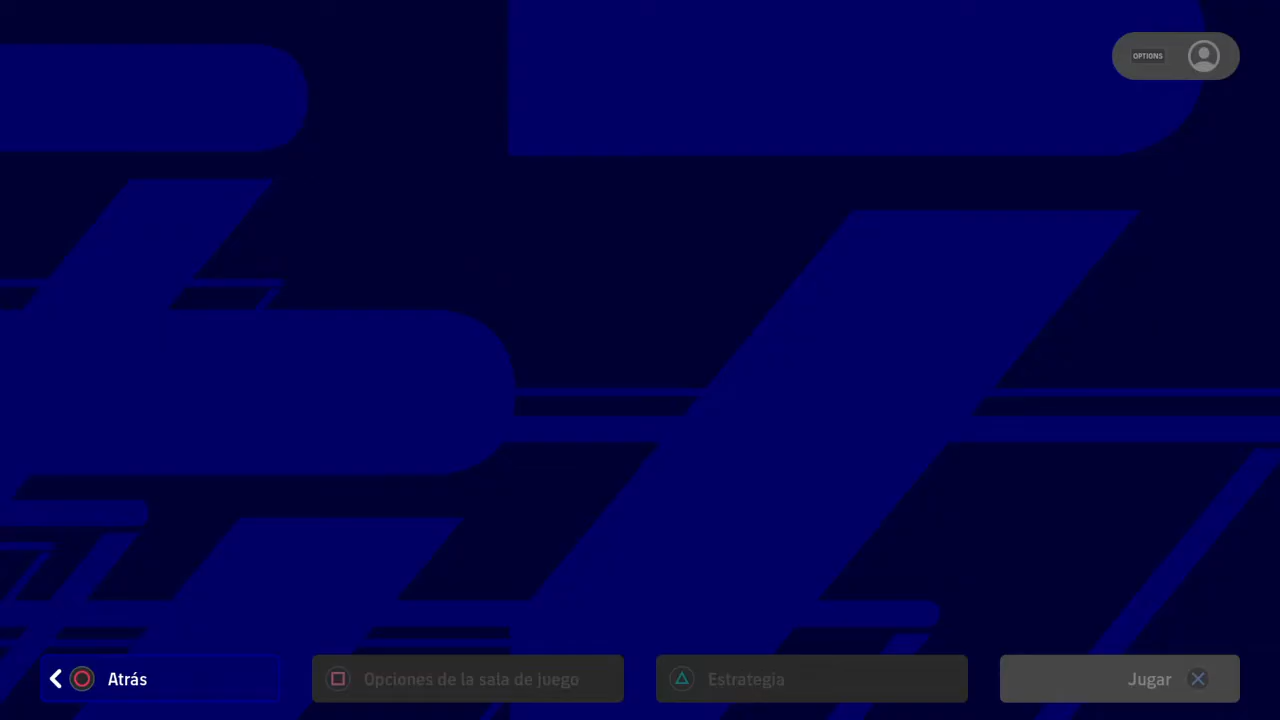 OPTIONS
Atrás
Opciones de la sala de juego
Estrategia
Jugar